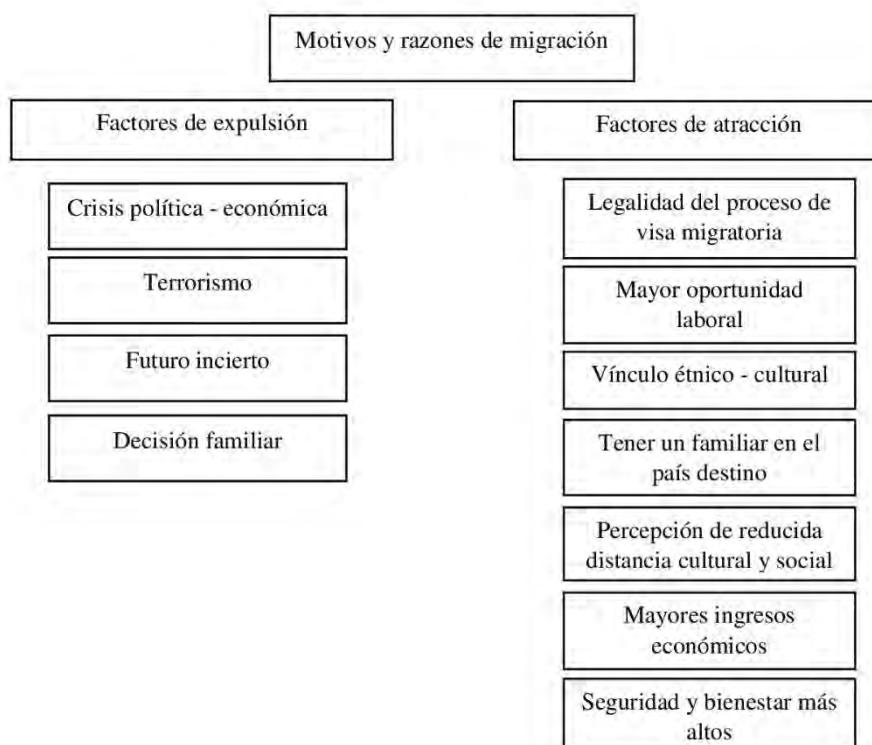 Motivos y razones de migración
Factores de expulsión
Crisis política - económica
Terrorismo
Futuro incierto
Decisión familiar
Factores de atracción
Legalidad del proceso de
visa migratoria
Mayor oportunidad
laboral
Vínculo étnico - cultural
Tener un familiar en el
país destino
Percepción de reducida
distancia cultural y social
Mayores ingresos
económicos
Seguridad y bienestar más
altos